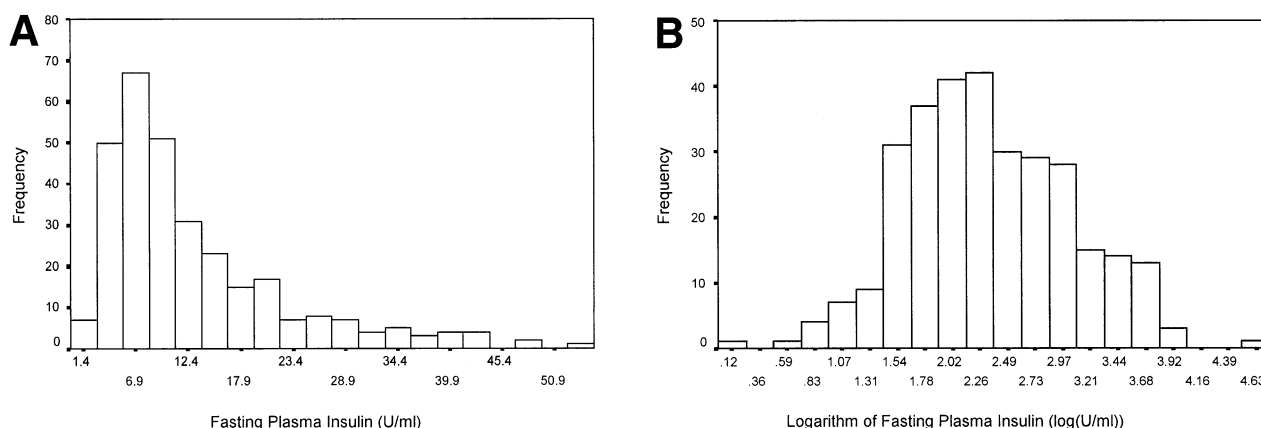 A
80
70
60
50
40
30
20
10
0
Frequency
1.4 12.4 23.4 34.4 45.4
6.9 17.9 28.9 39.9 50.9
Fasting Plasma Insulin (U/ml)
B
50
40
30
20
10
0
Frequency
.12 .59 1.07 1.54 2.02 2.49 2.97 3.44 3.92 4.39
.36 .83 1.31 1.78 2.26 2.73 3.21 3.68 4.16 4.63
Logarithm of Fasting Plasma Insulin (log(U/ml))